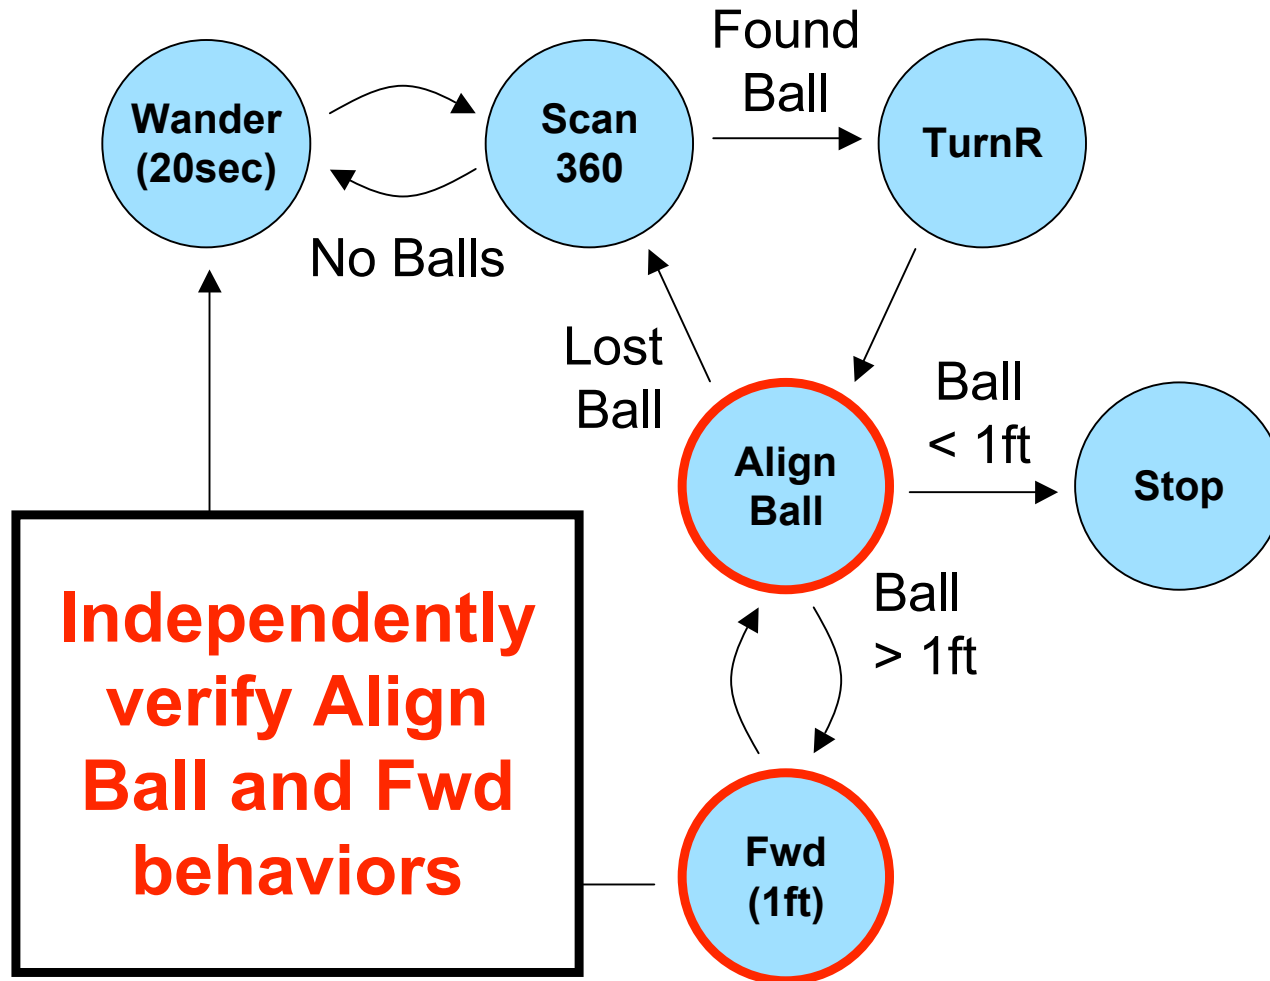 Found
Ball
Wander
(20sec)
Scan
360
TurnR
No Balls
Lost
Ball
Ball
< 1ft
Align
Ball
Stop
Ball
> 1ft
Independently
verify Align
Ball and Fwd
behaviors
Fwd
(1ft)